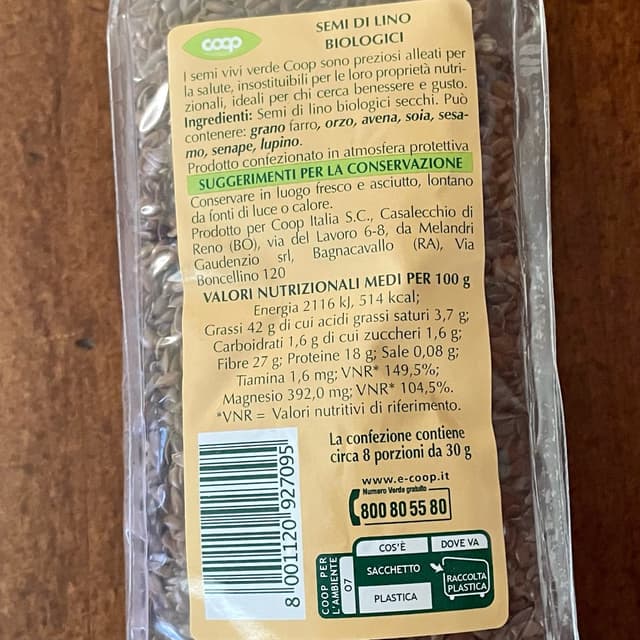 coop
SEMI DI LINO
BIOLOGICI
I semi vivi verde Coop sono preziosi alleati per
la salute, insostituibili per le loro proprietà nutri-
zionali, ideali per chi cerca benessere e gusto.
Ingredienti: Semi di lino biologici secchi. Può
contenere: grano farro, orzo, avena, soia, sesa-
mo, senape, lupino.
Prodotto confezionato in atmosfera protettiva
SUGGERIMENTI PER LA CONSERVAZIONE
Conservare in luogo fresco e asciutto, lontano
da fonti di luce o calore.
Prodotto per Coop Italia S.C., Casalecchio di
Reno (BO), via del Lavoro 6-8, da Melandri
Gaudenzio srl, Bagnacavallo (RA), Via
Boncellino 120
VALORI NUTRIZIONALI MEDI PER 100 g
Energia 2116 kJ, 514 kcal;
Grassi 42 g di cui acidi grassi saturi 3,7 g;
Carboidrati 1,6 g di cui zuccheri 1,6 g;
Fibre 27 g; Proteine 18 g; Sale 0,08 g;
Tiamina 1,6 mg; VNR* 149,5%;
Magnesio 392,0 mg; VNR* 104,5%.
*VNR = Valori nutritivi di riferimento.
La confezione contiene
circa 8 porzioni da 30 g
www.e-coop.it
Numero Verde gratuito
800 80 55 80
8 001120 927095
COOP PER
L'AMBIENTE
07
COS'È
DOVE VA
SACCHETTO
PLASTICA
RACCOLTA
PLASTICA